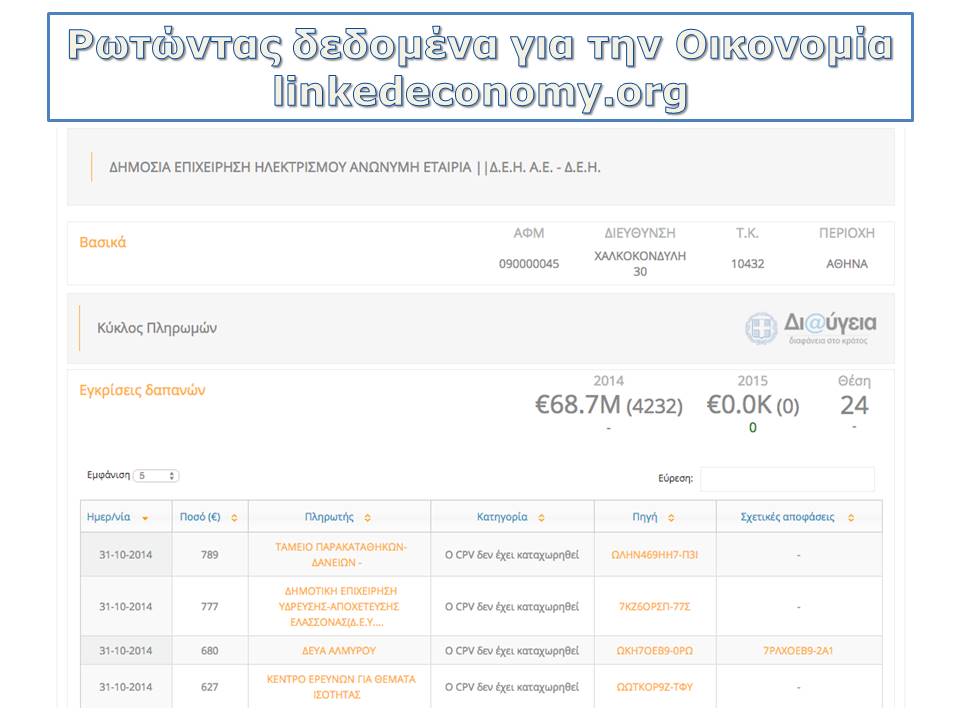 Ρωτώντας δεδομένα για την Οικονομία
linkedeconomy.org
ΔΗΜΟΣΙΑ ΕΠΙΧΕΙΡΗΣΗ ΗΛΕΚΤΡΙΣΜΟΥ ΑΝΩΝΥΜΗ ΕΤΑΙΡΙΑ ||Δ.Ε.Η. Α.Ε. - Δ.Ε.Η.
Βασικά ΑΦΜ ΔΙΕΥΘΥΝΣΗ Τ.Κ. ΠΕΡΙΟΧΗ
090000045 ΧΑΛΚΟΚΟΝΔΥΛΗ 30 10432 ΑΘΗΝΑ
Κύκλος Πληρωμών Δι@ύγεια
διαφάνεια στο κράτος
Εγκρίσεις δαπανών 2014 2015 Θέση
€68.7M (4232) €0.0K (0) 24
- 0 -
Εμφάνιση 5 Εύρεση:
Ημερ/νία Ποσό (€) Πληρωτής Κατηγορία Πηγή Σχετικές αποφάσεις
31-10-2014 789 ΤΑΜΕΙΟ ΠΑΡΑΚΑΤΑΘΗΚΩΝ-ΔΑΝΕΙΩΝ - Ο CPV δεν έχει καταχωρηθεί ΩΛΗΝ469ΗΗ7-Π3Ι -
31-10-2014 777 ΔΗΜΟΤΙΚΗ ΕΠΙΧΕΙΡΗΣΗ ΥΔΡΕΥΣΗΣ-ΑΠΟΧΕΤΕΥΣΗΣ ΕΛΑΣΣΟΝΑΣ(Δ.Ε.Υ.... Ο CPV δεν έχει καταχωρηθεί 7ΚΖ6ΟΡΣΠ-77Σ -
31-10-2014 680 ΔΕΥΑ ΑΛΜΥΡΟΥ Ο CPV δεν έχει καταχωρηθεί ΩΚΗ7ΟΕΒ9-0ΡΩ 7ΡΛΧΟΕΒ9-2Α1
31-10-2014 627 ΚΕΝΤΡΟ ΕΡΕΥΝΩΝ ΓΙΑ ΘΕΜΑΤΑ ΙΣΟΤΗΤΑΣ Ο CPV δεν έχει καταχωρηθεί ΩΩΤΚΟΡ9Ζ-ΤΦΥ -